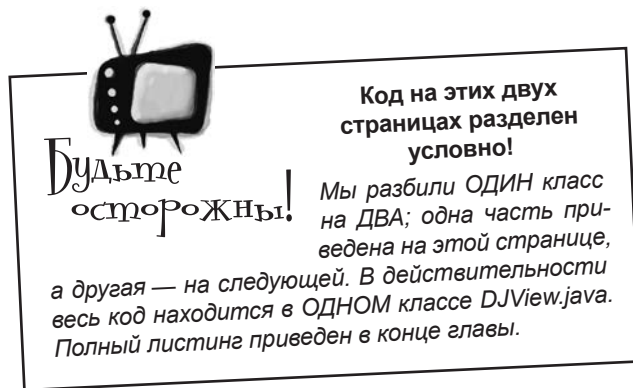 Будьте
осторожны!
Код на этих двух
страницах разделен
условно!
Мы разбили ОДИН класс
на ДВА; одна часть при-
ведена на этой странице,
а другая — на следующей. В действительности
весь код находится в ОДНОМ классе DJView.java.
Полный листинг приведен в конце главы.